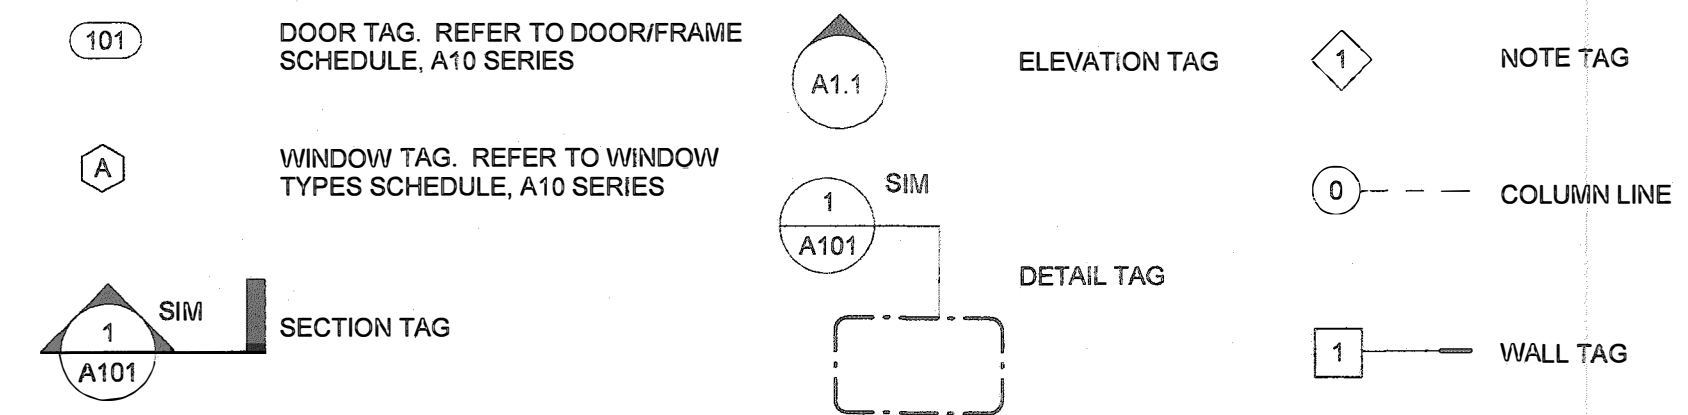 101
DOOR TAG. REFER TO DOOR/FRAME
SCHEDULE, A10 SERIES
A
WINDOW TAG. REFER TO WINDOW
TYPES SCHEDULE, A10 SERIES
1
A101
SIM
SECTION TAG
A1.1
ELEVATION TAG
1
A101
SIM
DETAIL TAG
1
NOTE TAG
0
COLUMN LINE
1
WALL TAG